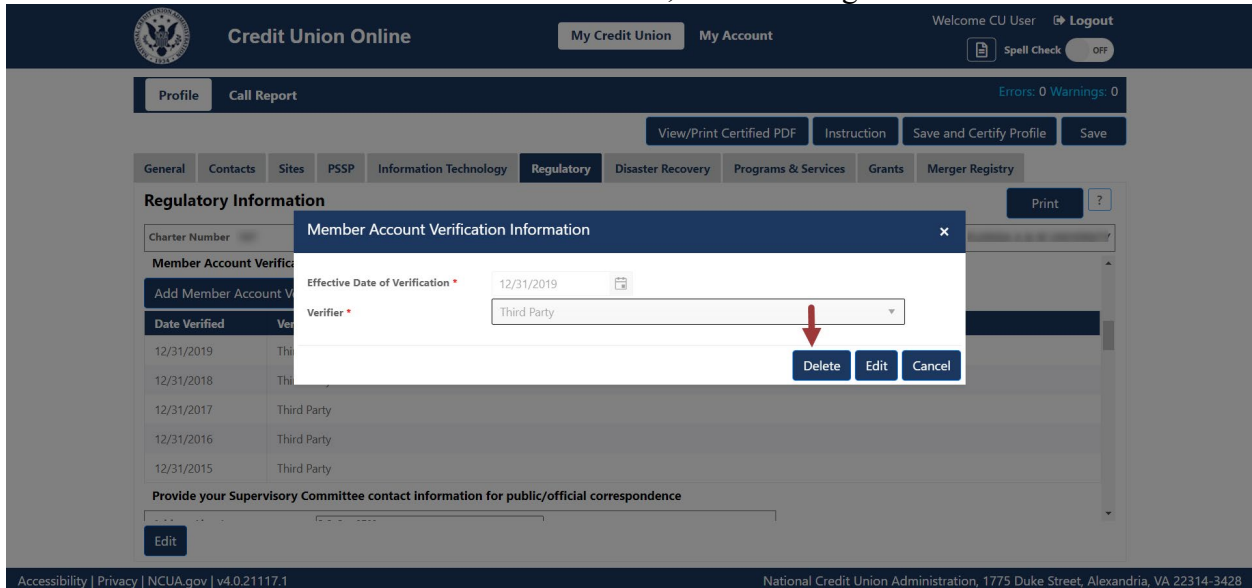 Credit Union Online
My Credit Union
My Account
Welcome CU User
Logout
Spell Check
OFF
Profile
Call Report
Errors: 0 Warnings: 0
View/Print Certified PDF
Instruction
Save and Certify Profile
Save
General
Contacts
Sites
PSSP
Information Technology
Regulatory
Disaster Recovery
Programs & Services
Grants
Merger Registry
Regulatory Information
Print
?
Charter Number
Member Account Verifica
Add Member Account V
Date Verified
Ver
12/31/2019
Thi
12/31/2018
Thi
12/31/2017
Third Party
12/31/2016
Third Party
12/31/2015
Third Party
Member Account Verification Information
×
Effective Date of Verification *
12/31/2019
Verifier *
Third Party
Delete
Edit
Cancel
Provide your Supervisory Committee contact information for public/official correspondence
Edit
Accessibility | Privacy | NCUA.gov | v4.0.21117.1
National Credit Union Administration, 1775 Duke Street, Alexandria, VA 22314-3428